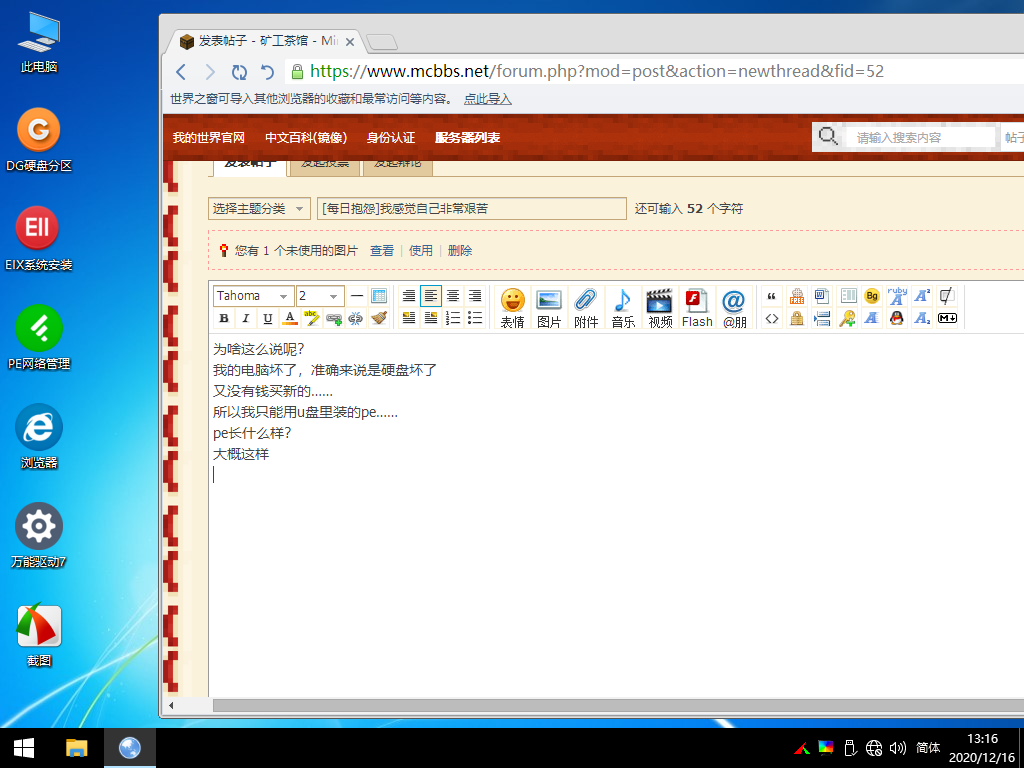 此电脑
DG硬盘分区
EIX系统安装
PE网络管理
浏览器
万能驱动7
截图
发表帖子 - 矿工茶馆 - Mi
https://www.mcbbs.net/forum.php?mod=post&action=newthread&fid=52
世界之窗可导入其他浏览器的收藏和最常访问等内容。 点此导入
我的世界官网 中文百科(镜像) 身份认证 服务器列表
请输入搜索内容 帖子
发表帖子 发起投票 发起辩论
选择主题分类 [每日抱怨]我感觉自己非常艰苦 还可输入 52 个字符
您有 1 个未使用的图片 查看 | 使用 | 删除
Tahoma 2
表情 图片 附件 音乐 视频 Flash @朋
为啥这么说呢?
我的电脑坏了，准确来说是硬盘坏了
又没有钱买新的……
所以我只能用u盘里装的pe……
pe长什么样?
大概这样
简体
13:16
2020/12/16